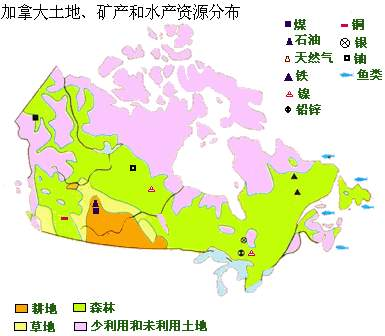 加拿大土地、矿产和水产资源分布
煤 铜
石油 银
天然气 铀
铁 鱼类
镍
铅锌
耕地 森林
草地 少利用和未利用土地